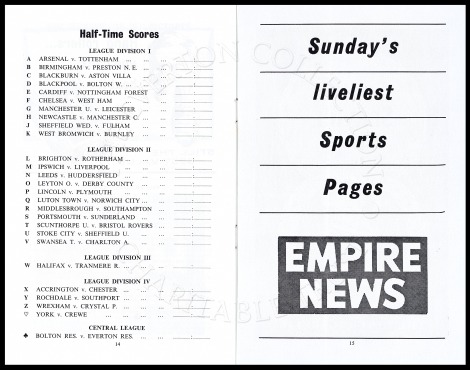 Half-Time Scores
LEAGUE DIVISION I
A ARSENAL v. TOTTENHAM ... ... :
B BIRMINGHAM v. PRESTON N. E. ... ... :
C BLACKBURN v. ASTON VILLA ... :
D BLACKPOOL v. BOLTON W. ... ... ... :
E CARDIFF v. NOTTINGHAM FOREST ... :
F CHELSEA v. WEST HAM ... ... ... :
G MANCHESTER U. v. LEICESTER ... ... :
H NEWCASTLE v. MANCHESTER C. ... :
J SHEFFIELD WED. v. FULHAM ... ... :
K WEST BROMWICH v. BURNLEY ... :
LEAGUE DIVISION II
L BRIGHTON v. ROTHERHAM ... ... ... :
M IPSWICH v. LIVERPOOL ... ... ... :
N LEEDS v. HUDDERSFIELD ... ... ... :
O LEYTON O. v. DERBY COUNTY ... :
P LINCOLN v. PLYMOUTH ... ... ... :
Q LUTON TOWN v. NORWICH CITY ... ... :
R MIDDLESBROUGH v. SOUTHAMPTON ... :
S PORTSMOUTH v. SUNDERLAND ... ... :
T SCUNTHORPE U. v. BRISTOL ROVERS ... :
U STOKE CITY v. SHEFFIELD U. ... ... :
V SWANSEA T. v. CHARLTON A. ... :
LEAGUE DIVISION III
W HALIFAX v. TRANMERE R. ... ... ... :
LEAGUE DIVISION IV
X ACCRINGTON v. CHESTER ... ... ... :
Y ROCHDALE v. SOUTHPORT ... ... ... :
Z WREXHAM v. CRYSTAL P. ... ... ... :
♡ YORK v. CREWE ... ... ... ... :
CENTRAL LEAGUE
♣ BOLTON RES. v. EVERTON RES. ... ... :
14
Sunday's
liveliest
Sports
Pages
EMPIRE
NEWS
15